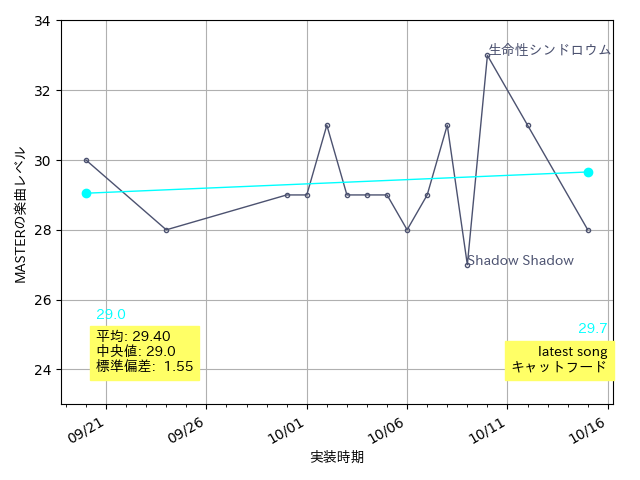 34
32
30
28
26
24
MASTERの楽曲レベル
生命性シンドロウム
Shadow Shadow
29.0
平均: 29.40
中央値: 29.0
標準偏差:  1.55
29.7
latest song
キャットフード
09/21
09/26
10/01
10/06
10/11
10/16
実装時期